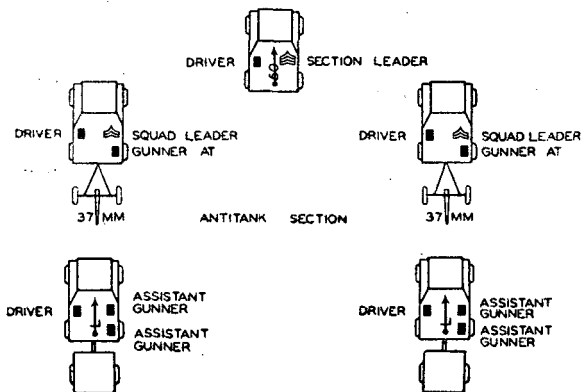 DRIVER
.60
SECTION LEADER
DRIVER
SQUAD LEADER
GUNNER AT
37 MM
DRIVER
SQUAD LEADER
GUNNER AT
37 MM
ANTITANK SECTION
DRIVER
ASSISTANT
GUNNER
ASSISTANT
GUNNER
DRIVER
ASSISTANT
GUNNER
ASSISTANT
GUNNER